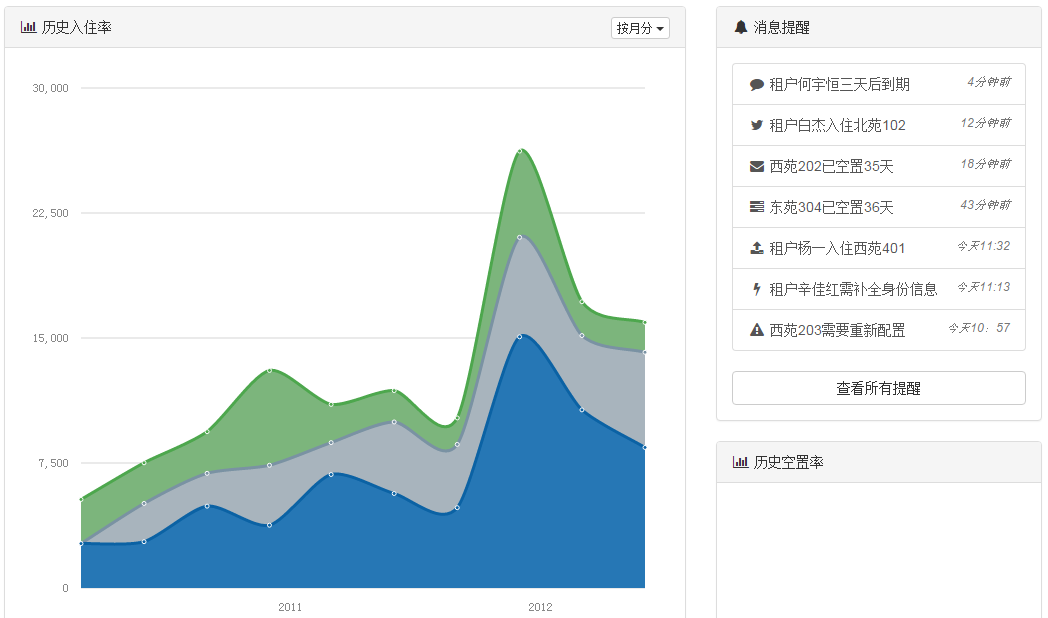 历史入住率
按月分
30,000
22,500
15,000
7,500
0
2011
2012
消息提醒
租户何宇恒三天后到期 4分钟前
租户白杰入住北苑102 12分钟前
西苑202已空置35天 18分钟前
东苑304已空置36天 43分钟前
租户杨一入住西苑401 今天11:32
租户辛佳红需补全身份信息 今天11:13
西苑203需要重新配置 今天10：57
查看所有提醒
历史空置率